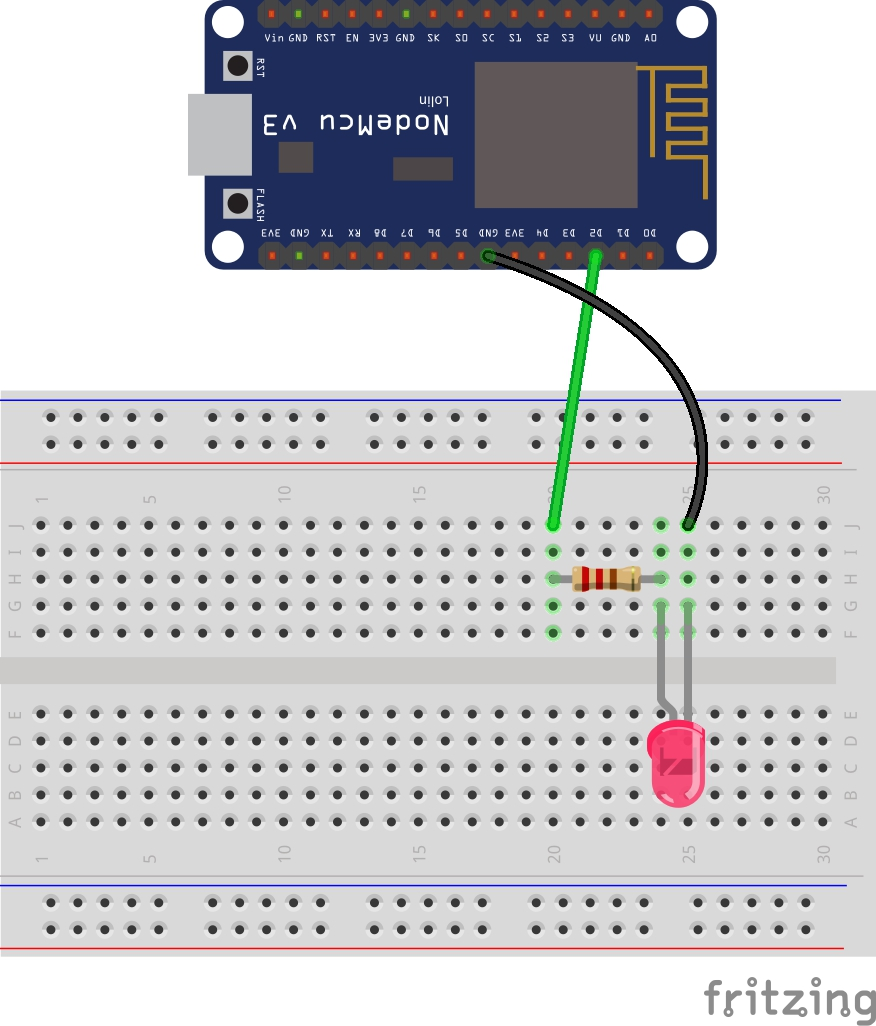 Vin GND RST EN 3V3 GND SK SO SC S1 S2 S3 VU GND AO
RST
Lolin
NodeMcu v3
FLASH
3V3 GND TX RX D8 D7 D6 D5 GND 3V3 D4 D3 D2 D1 D0
1 5 10 15 20 25 30
J J
I I
H H
G G
F F
E E
D D
C C
B B
A A
1 5 10 15 20 25 30
fritzing